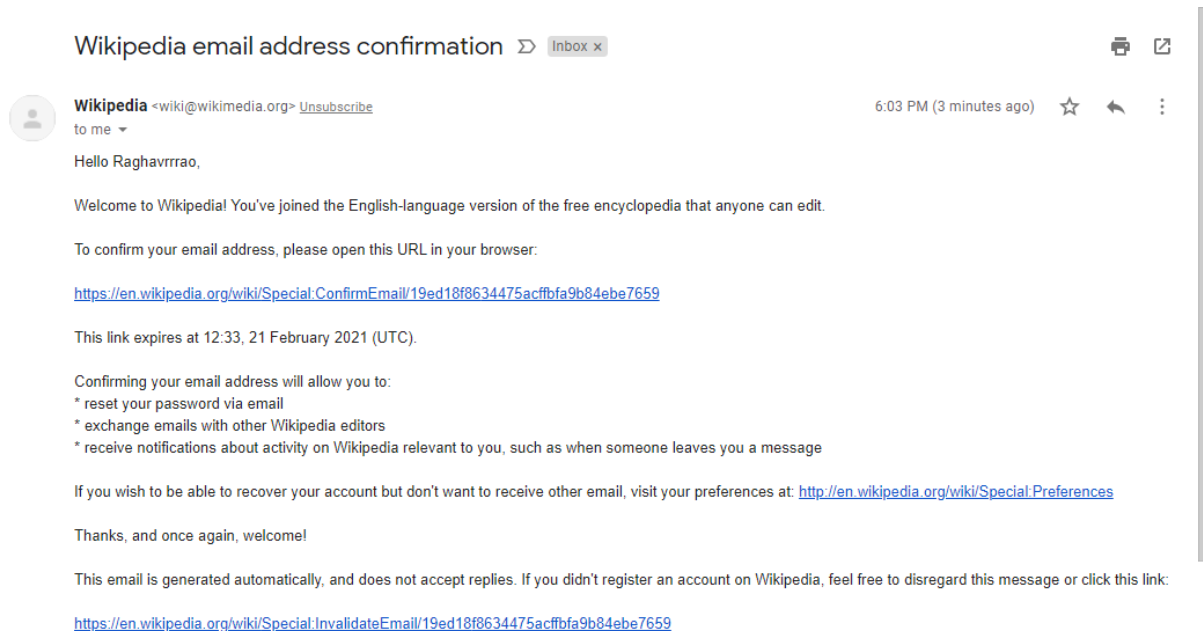 Wikipedia email address confirmation Inbox x
Wikipedia <wiki@wikimedia.org> Unsubscribe 6:03 PM (3 minutes ago)
to me
Hello Raghavrrrao,
Welcome to Wikipedia! You've joined the English-language version of the free encyclopedia that anyone can edit.
To confirm your email address, please open this URL in your browser:
https://en.wikipedia.org/wiki/Special:ConfirmEmail/19ed18f8634475acffbfa9b84ebe7659
This link expires at 12:33, 21 February 2021 (UTC).
Confirming your email address will allow you to:
* reset your password via email
* exchange emails with other Wikipedia editors
* receive notifications about activity on Wikipedia relevant to you, such as when someone leaves you a message
If you wish to be able to recover your account but don't want to receive other email, visit your preferences at: http://en.wikipedia.org/wiki/Special:Preferences
Thanks, and once again, welcome!
This email is generated automatically, and does not accept replies. If you didn't register an account on Wikipedia, feel free to disregard this message or click this link:
https://en.wikipedia.org/wiki/Special:InvalidateEmail/19ed18f8634475acffbfa9b84ebe7659